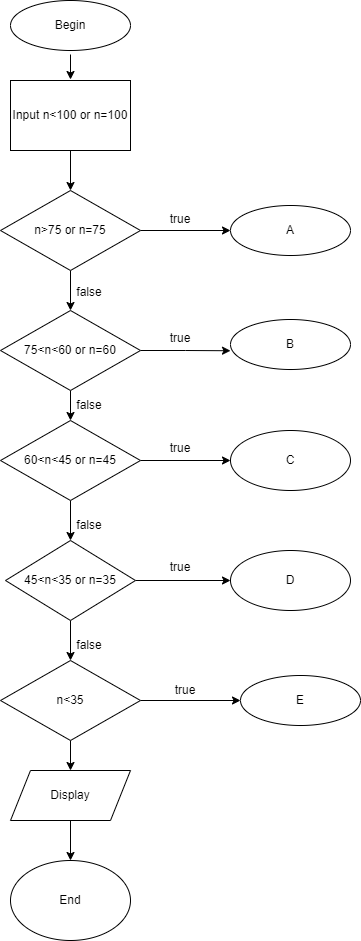 Begin
Input n<100 or n=100
n>75 or n=75
true
A
false
75<n<60 or n=60
true
B
false
60<n<45 or n=45
true
C
false
45<n<35 or n=35
true
D
false
n<35
true
E
Display
End